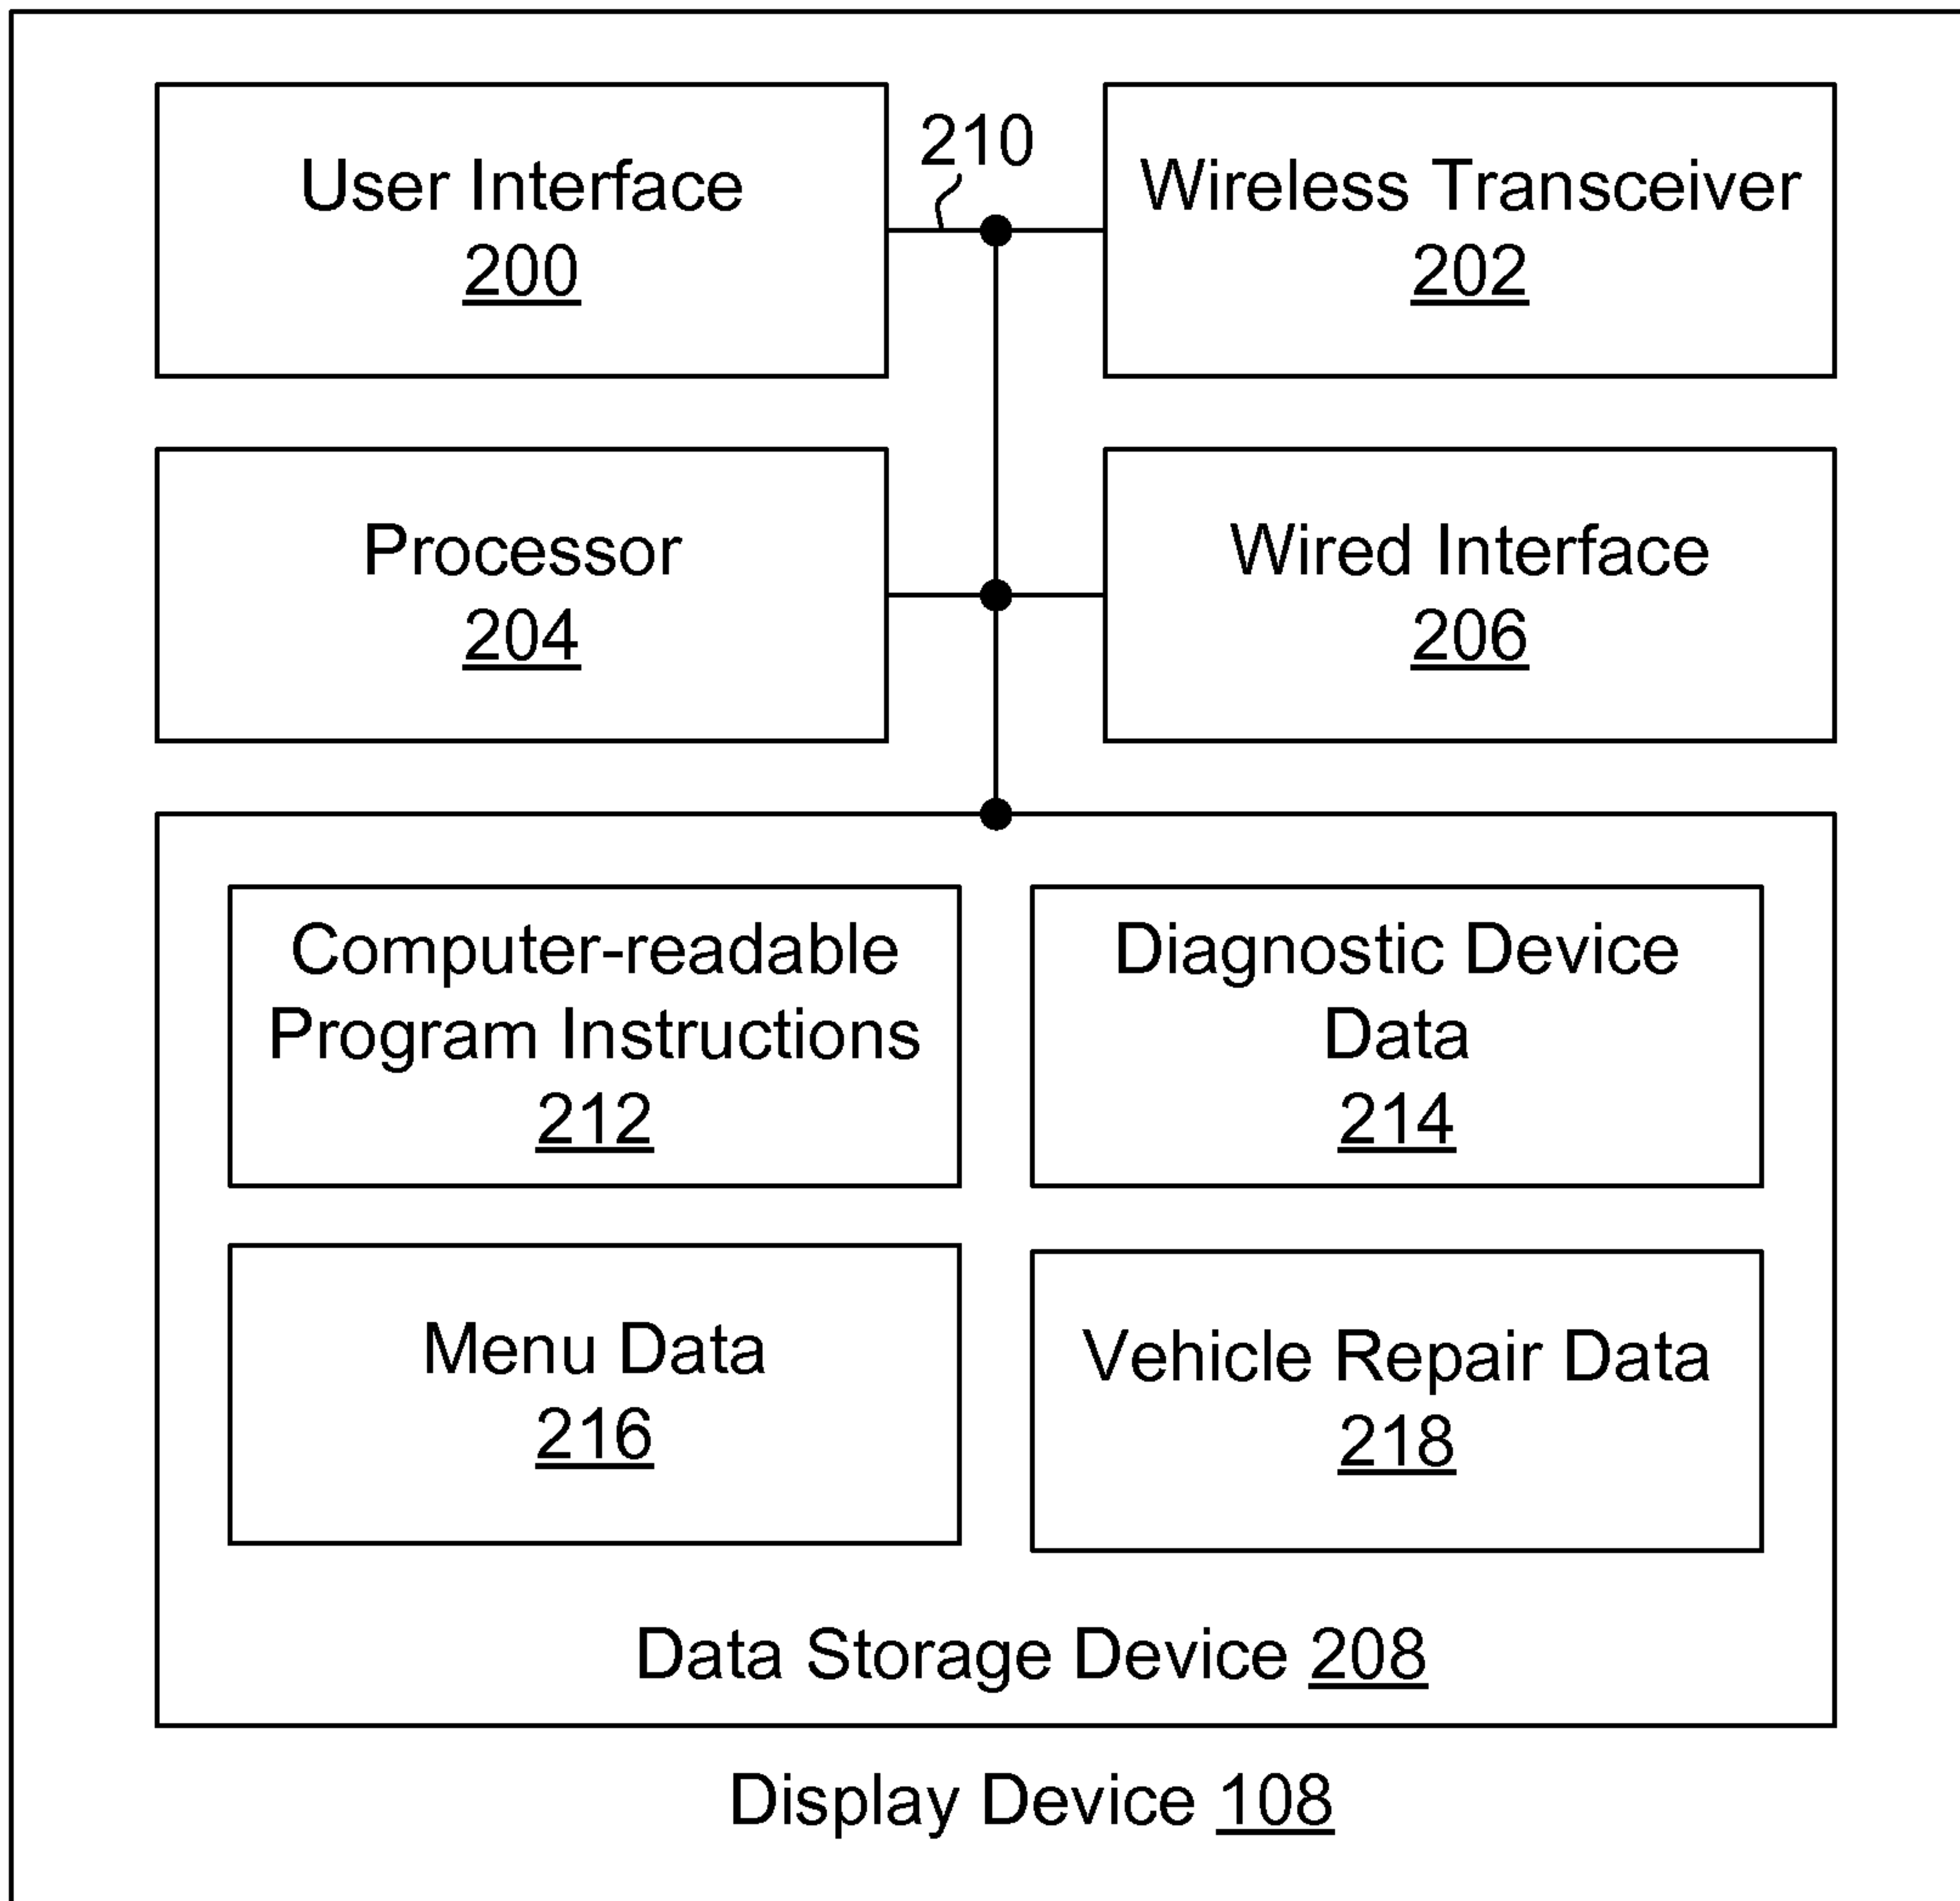 User Interface
200
210
Wireless Transceiver
202
Processor
204
Wired Interface
206
Computer-readable
Program Instructions
212
Diagnostic Device
Data
214
Menu Data
216
Vehicle Repair Data
218
Data Storage Device 208
Display Device 108